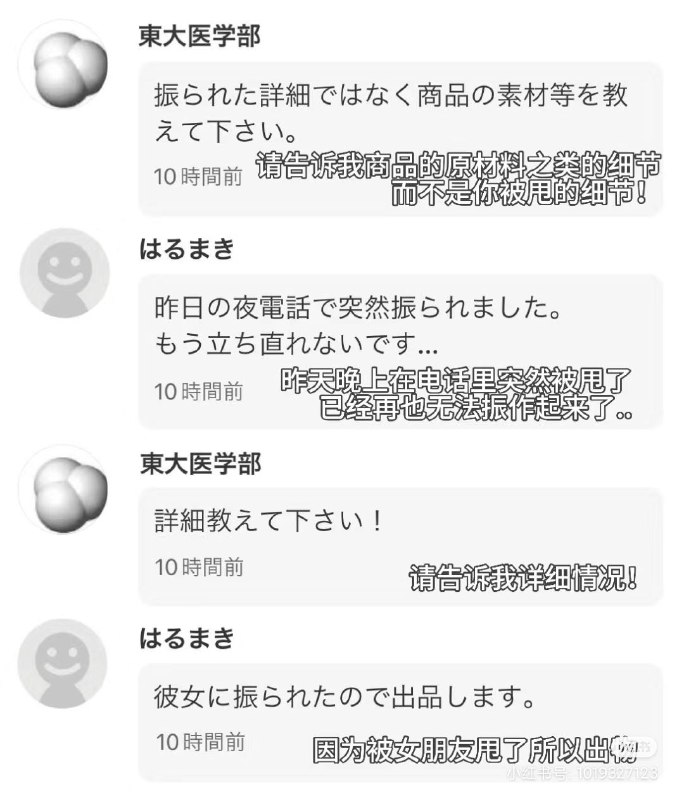 東大医学部
振られた詳細ではなく商品の素材等を教
えて下さい。
10時間前
请告诉我商品的原材料之类的细节
而不是你被甩的细节！
はるまき
昨日の夜電話で突然振られました。
もう立ち直れないです...
10時間前
昨天晚上在电话里突然被甩了
已经再也无法振作起来了..
東大医学部
詳細教えて下さい！
10時間前
请告诉我详细情况！
はるまき
彼女に振られたので出品します。
10時間前
因为被女朋友甩了所以出物
小红书
小红书号: 1019327123